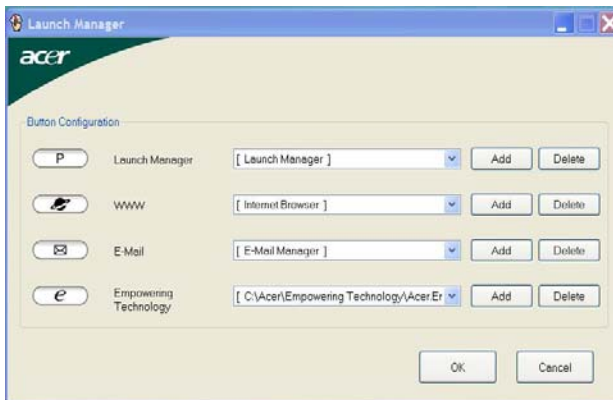 Launch Manager
acer
Button Configuration
P Launch Manager [ Launch Manager ] Add Delete
WWW [ Internet Browser ] Add Delete
E-Mail [ E-Mail Manager ] Add Delete
e Empowering Technology [ C:\Acer\Empowering Technology\Acer.Er Add Delete
OK Cancel